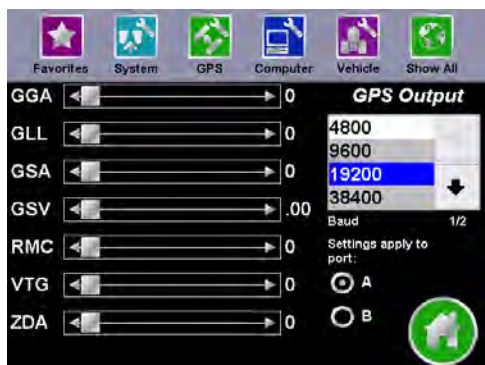 Favorites System GPS Computer Vehicle Show All
GGA 0 GPS Output
GLL 0 4800
9600
GSA 0 19200
38400
GSV .00 Baud 1/2
RMC 0 Settings apply to
port:
VTG 0 A
ZDA 0 B